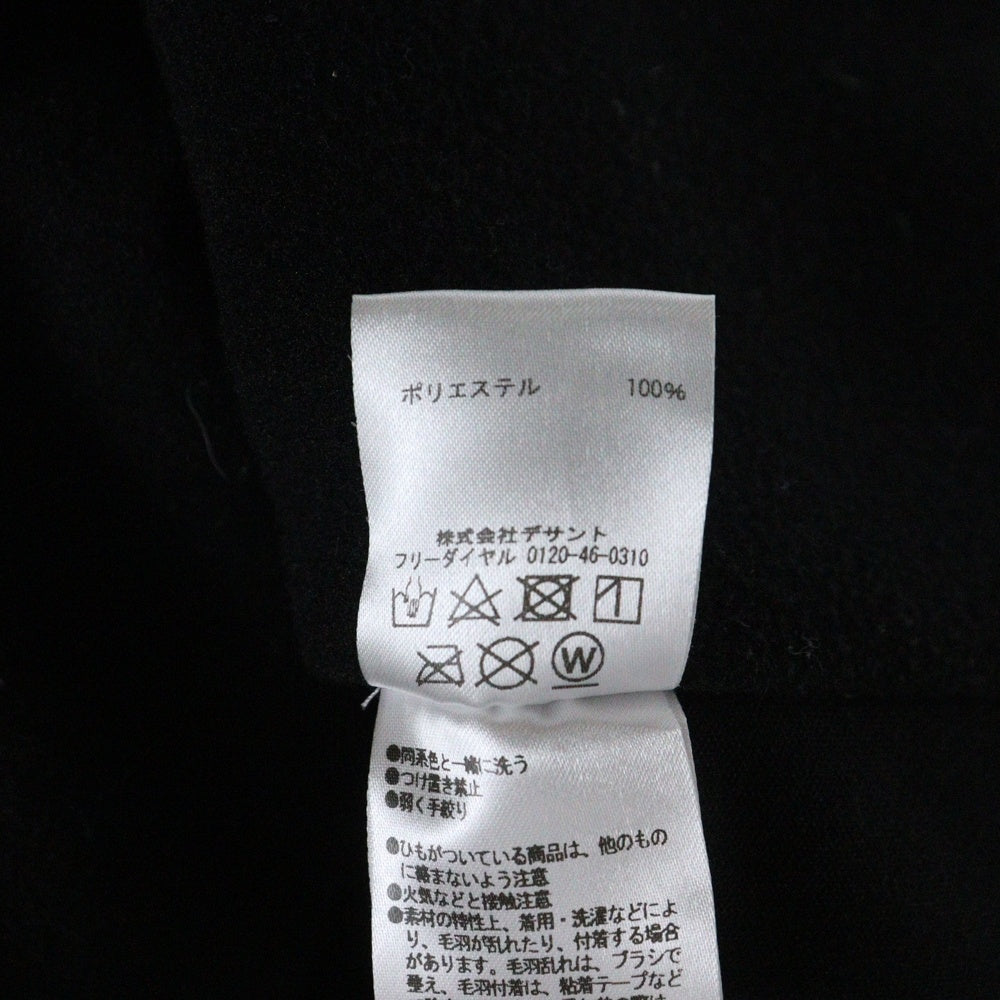 ポリエステル 100%
株式会社デサント
フリーダイヤル 0120-46-0310
W
●同系色と一緒に洗う
●つけ置き禁止
●弱く手絞り
●ひもがついている商品は、他のもの
に絡まないよう注意
●火気などと接触注意
●素材の特性上、着用・洗濯などによ
り、毛羽が乱れたり、付着する場合
があります。毛羽乱れは、ブラシで
整え、毛羽付着は、粘着テープなど